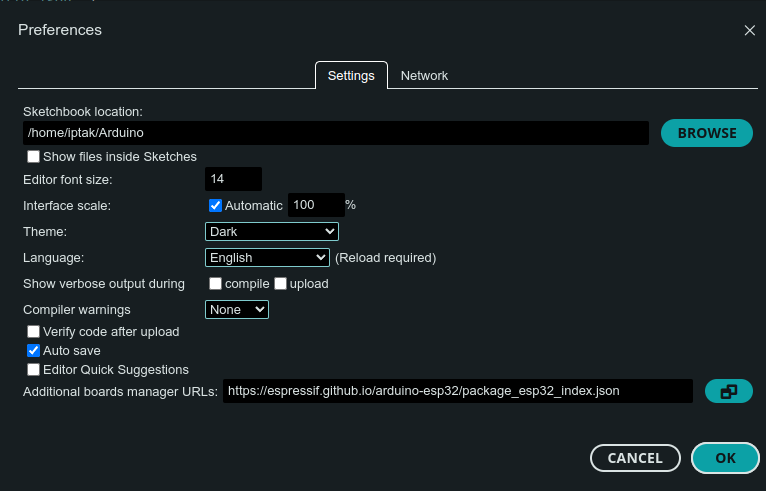 Preferences
Settings
Network
Sketchbook location:
/home/iptak/Arduino
BROWSE
Show files inside Sketches
Editor font size:
14
Interface scale:
Automatic
100
%
Theme:
Dark
Language:
English
(Reload required)
Show verbose output during
compile
upload
Compiler warnings
None
Verify code after upload
Auto save
Editor Quick Suggestions
Additional boards manager URLs:
https://espressif.github.io/arduino-esp32/package_esp32_index.json
CANCEL
OK